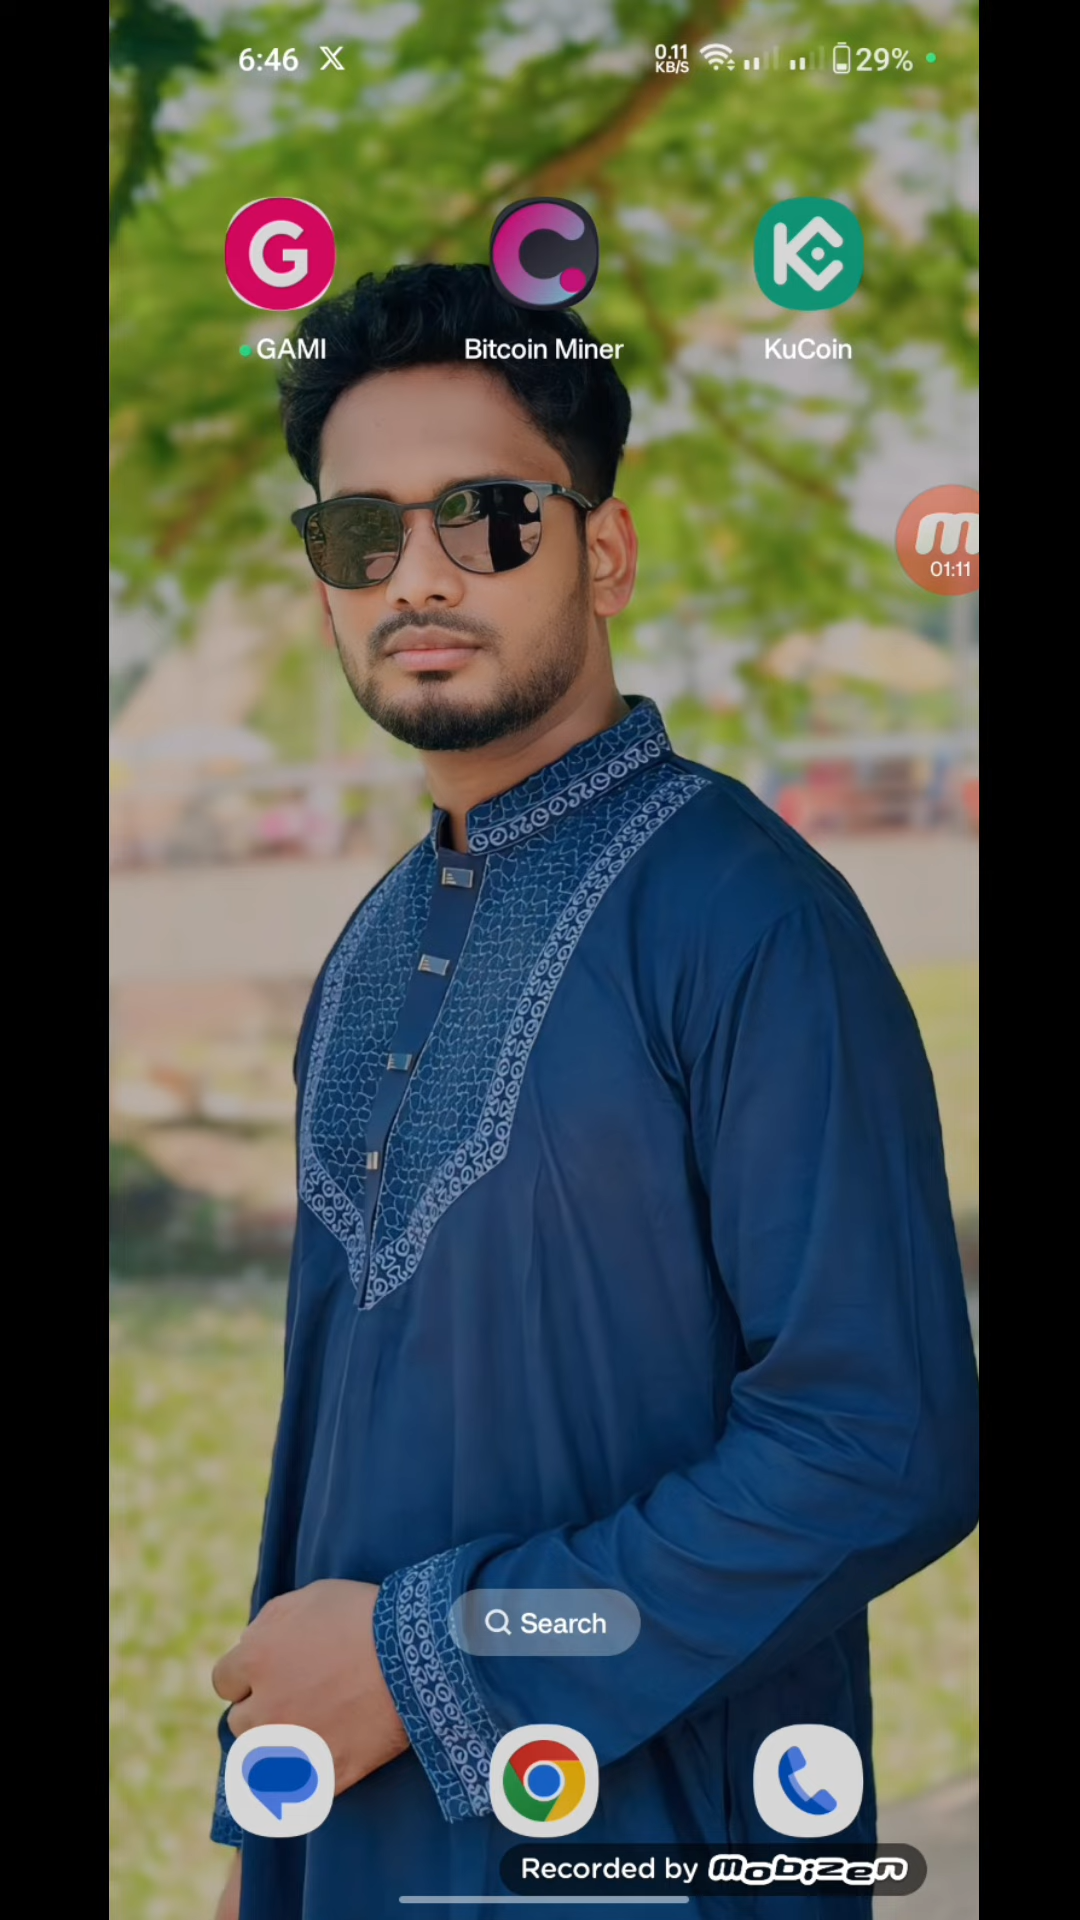 6:46 X
0.11
KB/S
29%
G
GAMI
Bitcoin Miner
KuCoin
m
01:11
Search
Recorded by mobizen